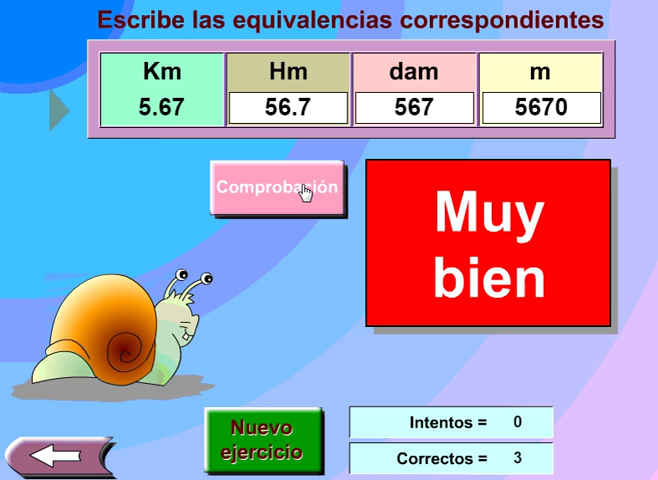 Escribe las equivalencias correspondientes
Km Hm dam m
5.67 56.7 567 5670
Comprobación
Muy
bien
Nuevo
ejercicio
Intentos = 0
Correctos = 3